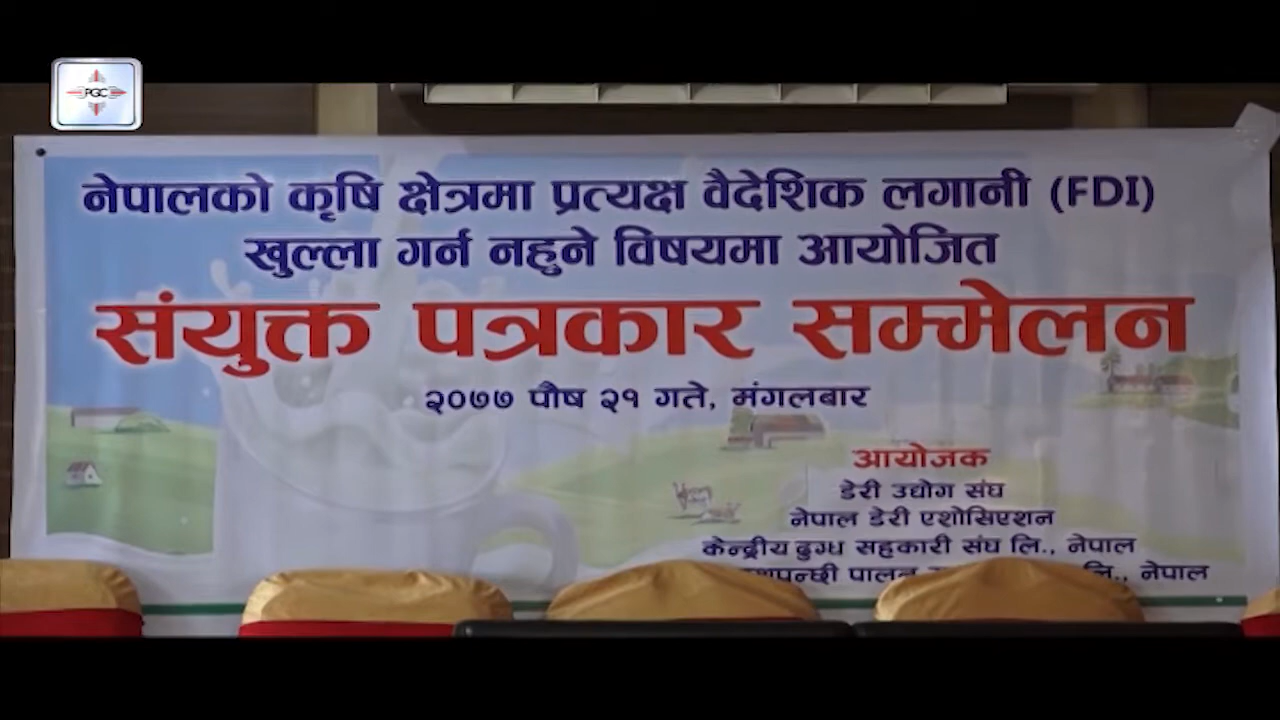 PGC
नेपालको कृषि क्षेत्रमा प्रत्यक्ष वैदेशिक लगानी (FDI)
खुल्ला गर्न नहुने विषयमा आयोजित
संयुक्त पत्रकार सम्मेलन
२०७७ पौष २१ गते, मंगलबार
आयोजक
डेरी उद्योग संघ
नेपाल डेरी एशोसिएशन
केन्द्रीय दुग्ध सहकारी संघ लि., नेपाल
पालन लि., नेपाल